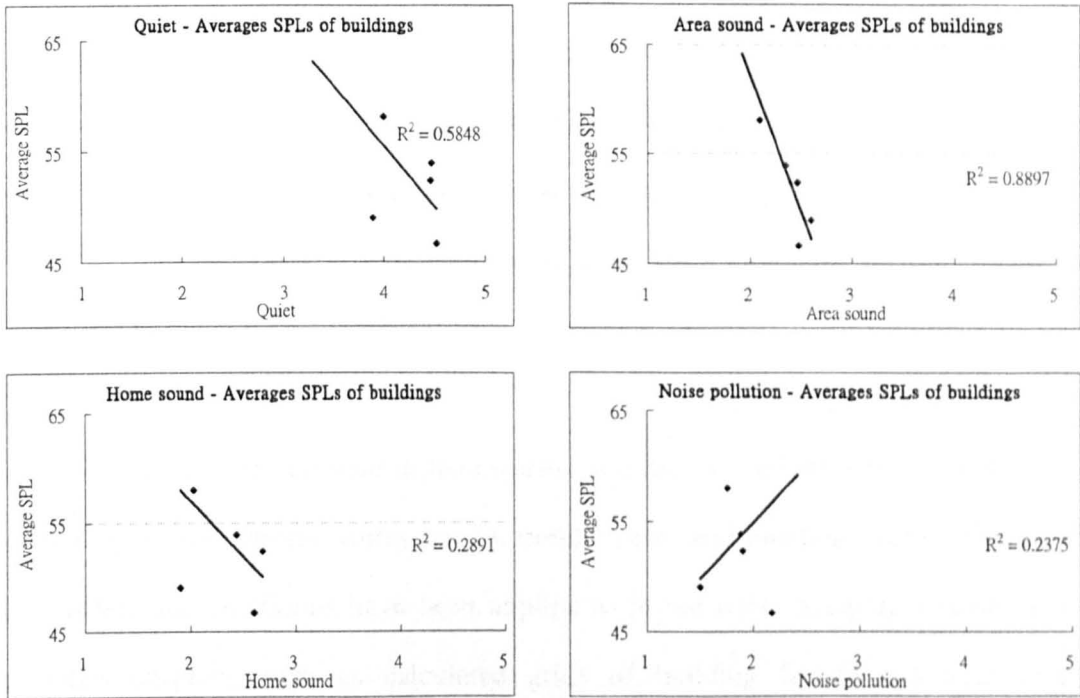 Quiet - Averages SPLs of buildings
65
55
45
Average SPL
R² = 0.5848
1 2 3 4 5
Quiet
Area sound - Averages SPLs of buildings
65
55
45
Average SPL
R² = 0.8897
1 2 3 4 5
Area sound
Home sound - Averages SPLs of buildings
65
55
45
Average SPL
R² = 0.2891
1 2 3 4 5
Home sound
Noise pollution - Averages SPLs of buildings
65
55
45
Average SPL
R² = 0.2375
1 2 3 4 5
Noise pollution